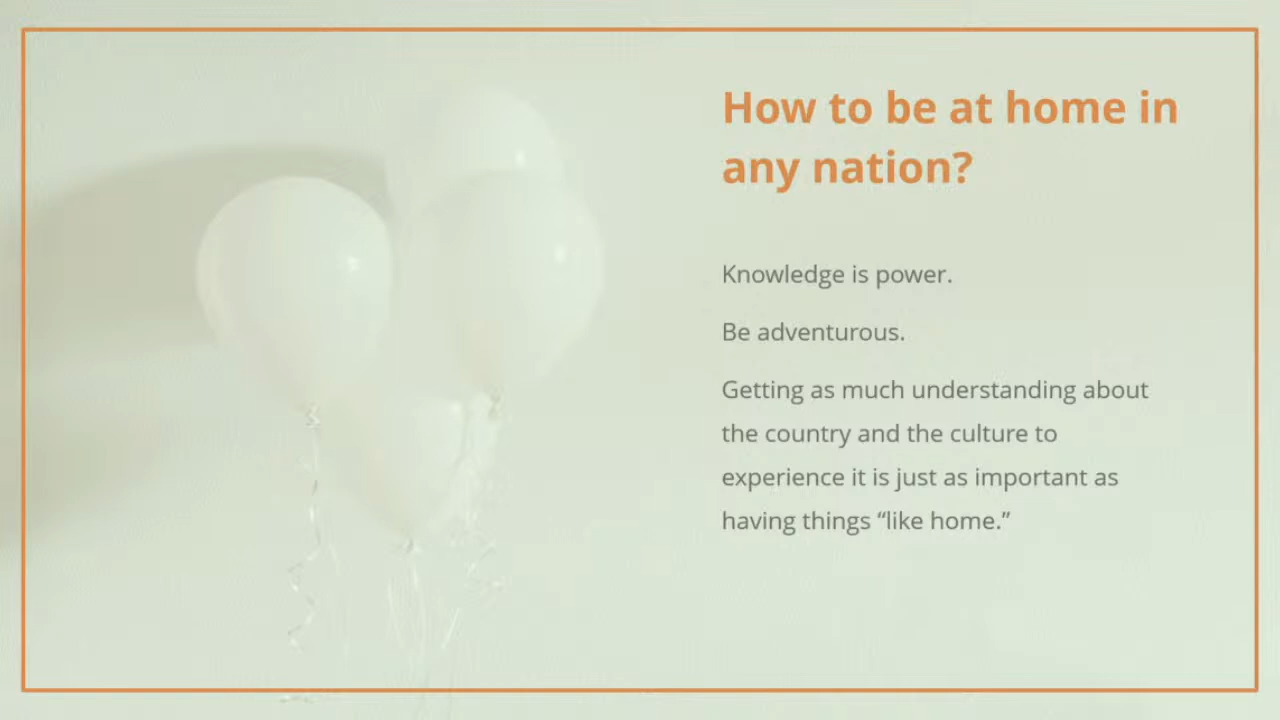 How to be at home in
any nation?
Knowledge is power.
Be adventurous.
Getting as much understanding about
the country and the culture to
experience it is just as important as
having things “like home.”